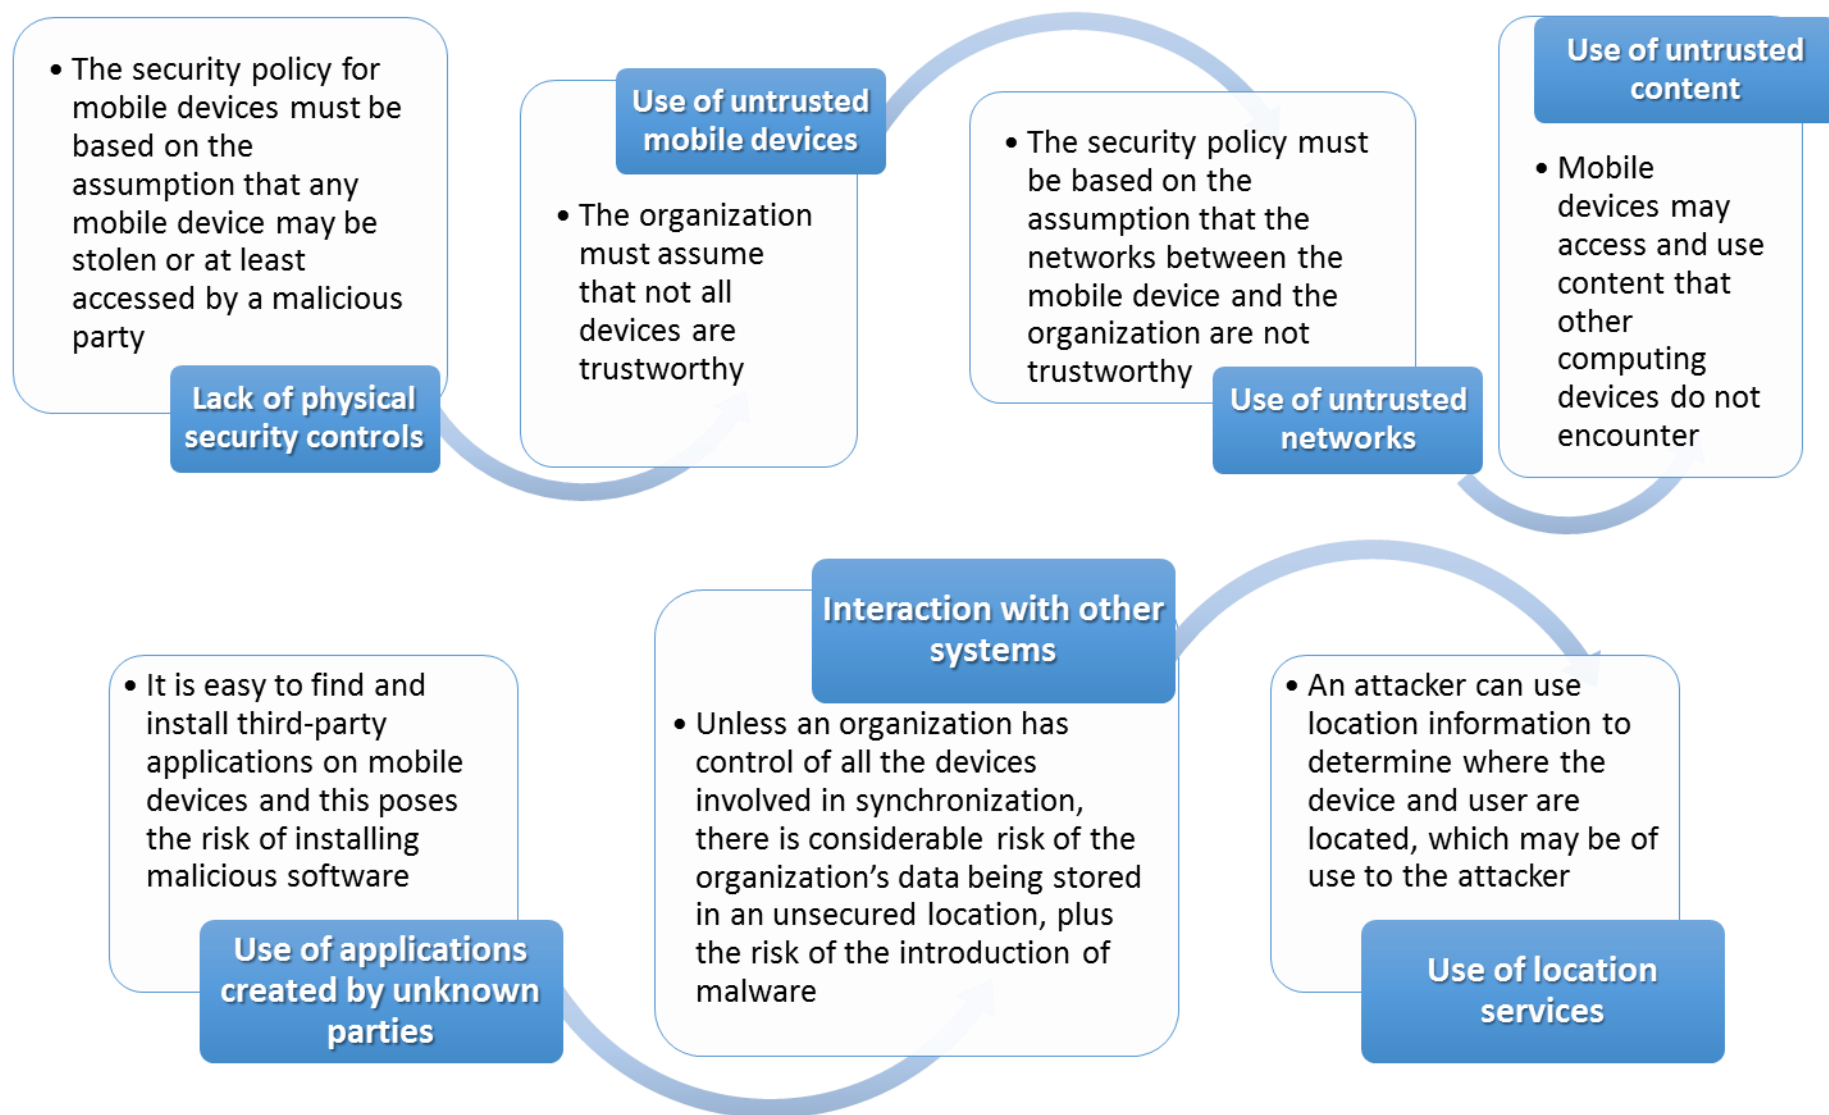 • The security policy for
mobile devices must be
based on the
assumption that any
mobile device may be
stolen or at least
accessed by a malicious
party
Lack of physical
security controls
Use of untrusted
mobile devices
• The organization
must assume
that not all
devices are
trustworthy
• The security policy must
be based on the
assumption that the
networks between the
mobile device and the
organization are not
trustworthy
Use of untrusted
networks
Use of untrusted
content
• Mobile
devices may
access and use
content that
other
computing
devices do not
encounter
• It is easy to find and
install third-party
applications on mobile
devices and this poses
the risk of installing
malicious software
Use of applications
created by unknown
parties
Interaction with other
systems
• Unless an organization has
control of all the devices
involved in synchronization,
there is considerable risk of the
organization’s data being stored
in an unsecured location, plus
the risk of the introduction of
malware
• An attacker can use
location information to
determine where the
device and user are
located, which may be of
use to the attacker
Use of location
services